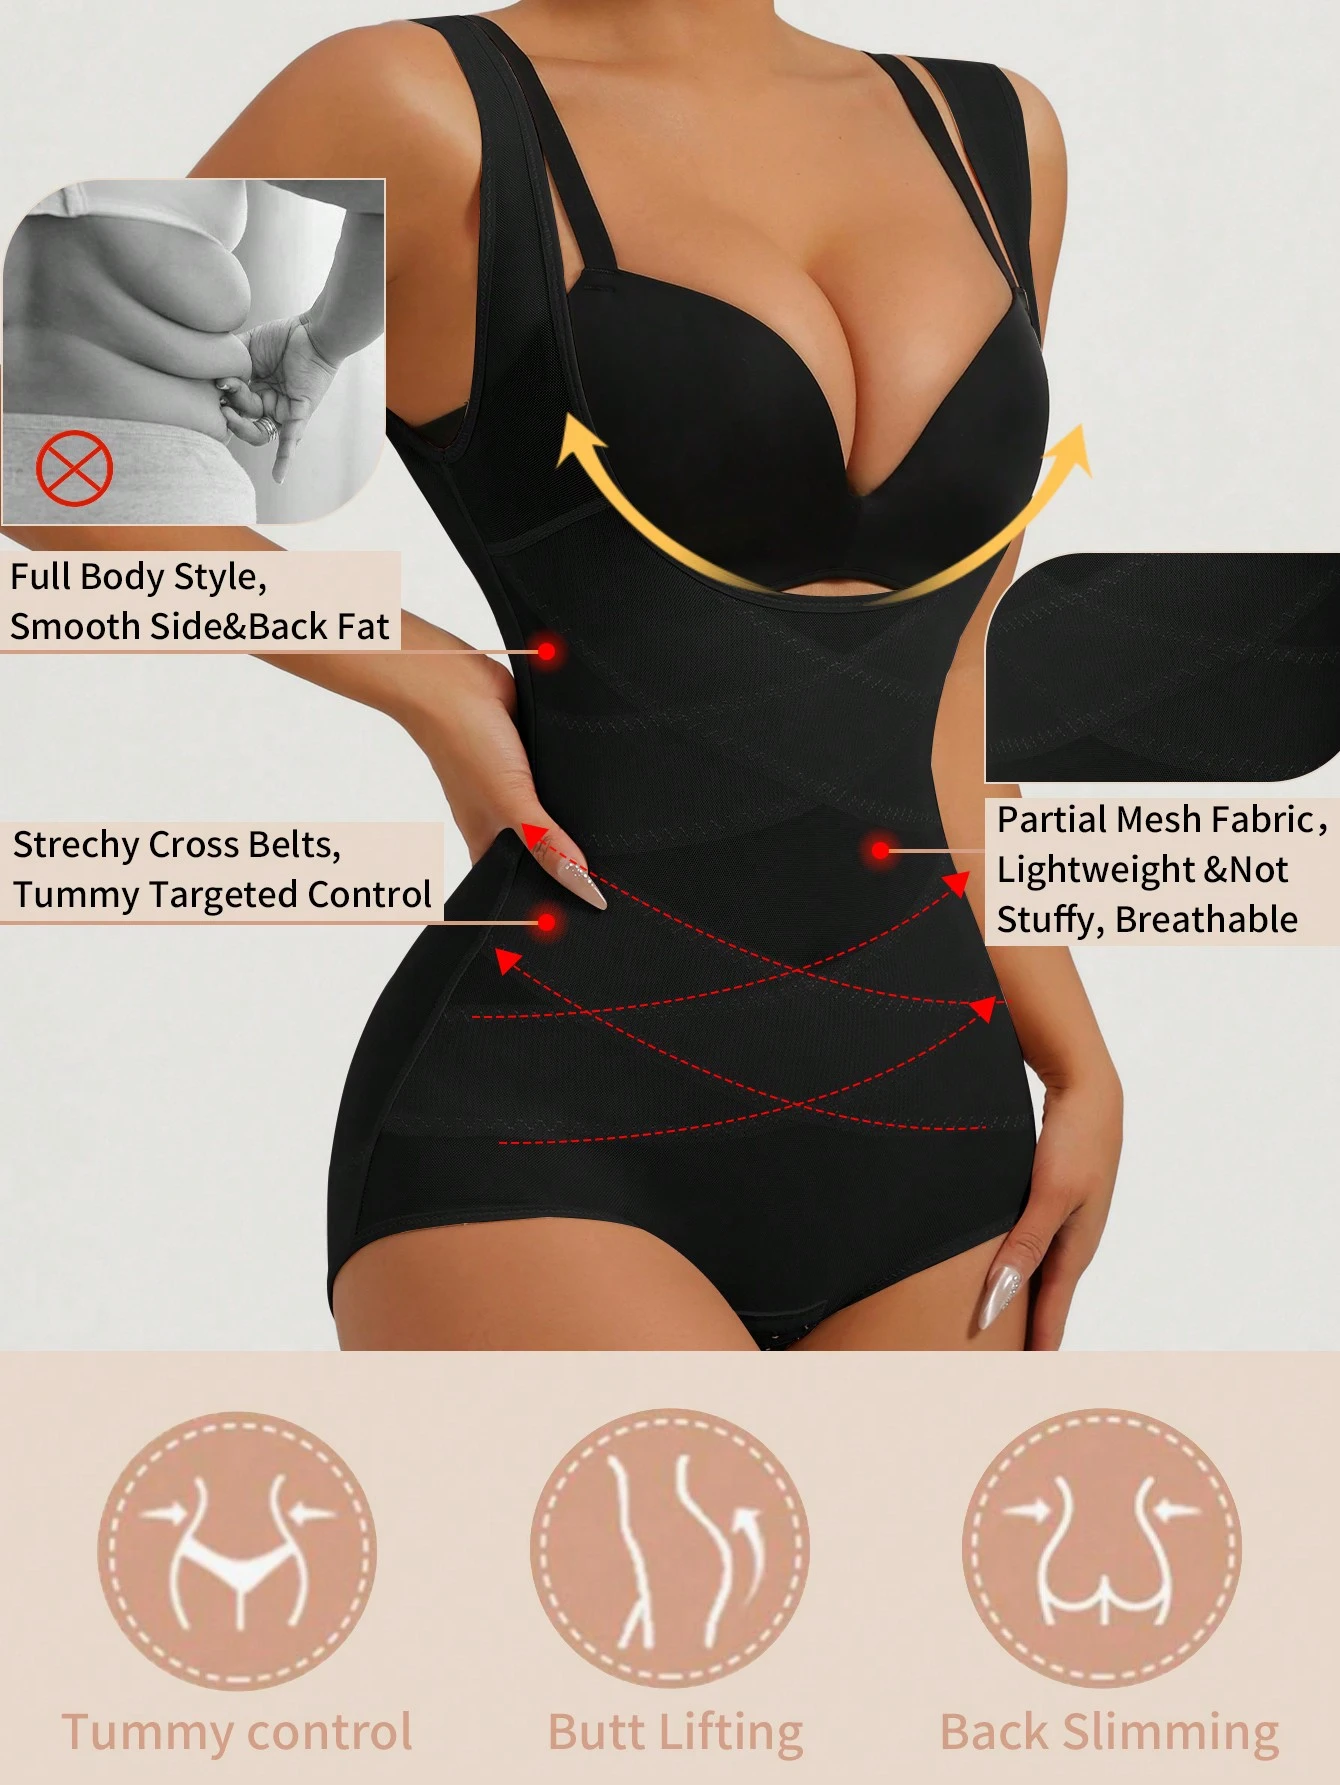 Full Body Style,
Smooth Side&Back Fat
Strechy Cross Belts,
Tummy Targeted Control
Partial Mesh Fabric,
Lightweight &Not
Stuffy, Breathable
Tummy control
Butt Lifting
Back Slimming